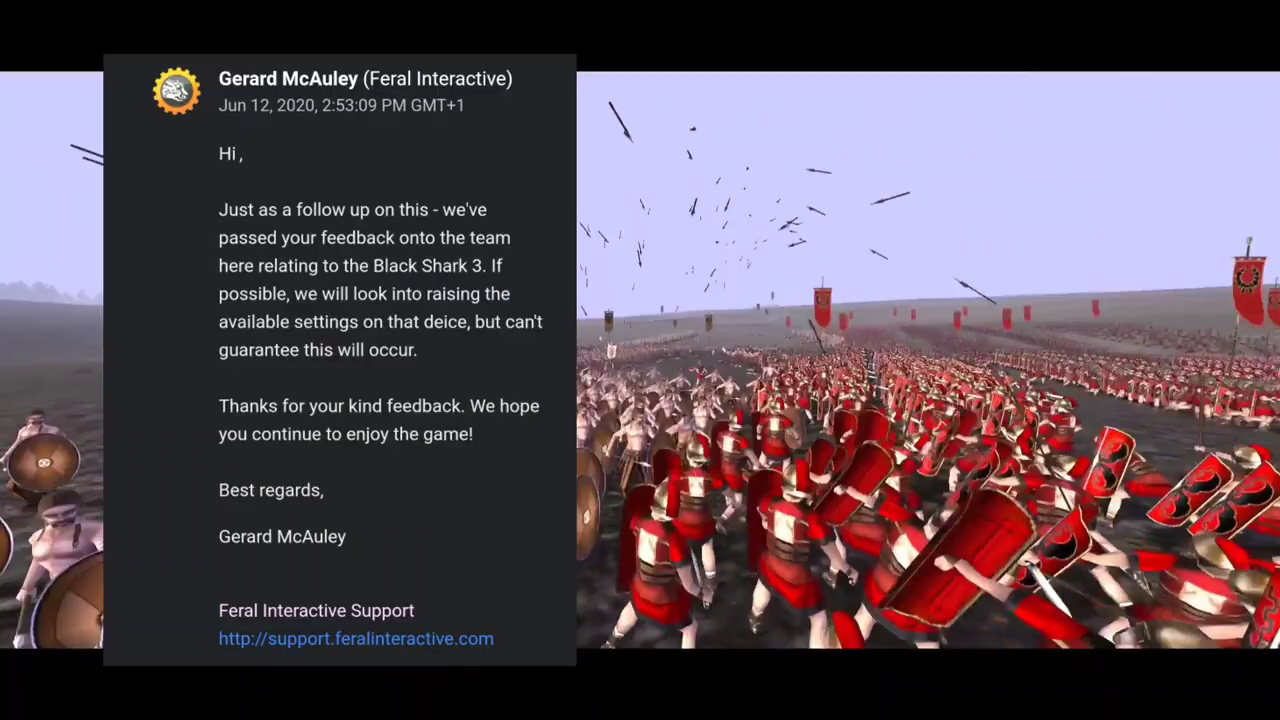 Gerard McAuley (Feral Interactive)
Jun 12, 2020, 2:53:09 PM GMT+1
Hi ,
Just as a follow up on this - we've
passed your feedback onto the team
here relating to the Black Shark 3. If
possible, we will look into raising the
available settings on that deice, but can't
guarantee this will occur.
Thanks for your kind feedback. We hope
you continue to enjoy the game!
Best regards,
Gerard McAuley
Feral Interactive Support
http://support.feralinteractive.com